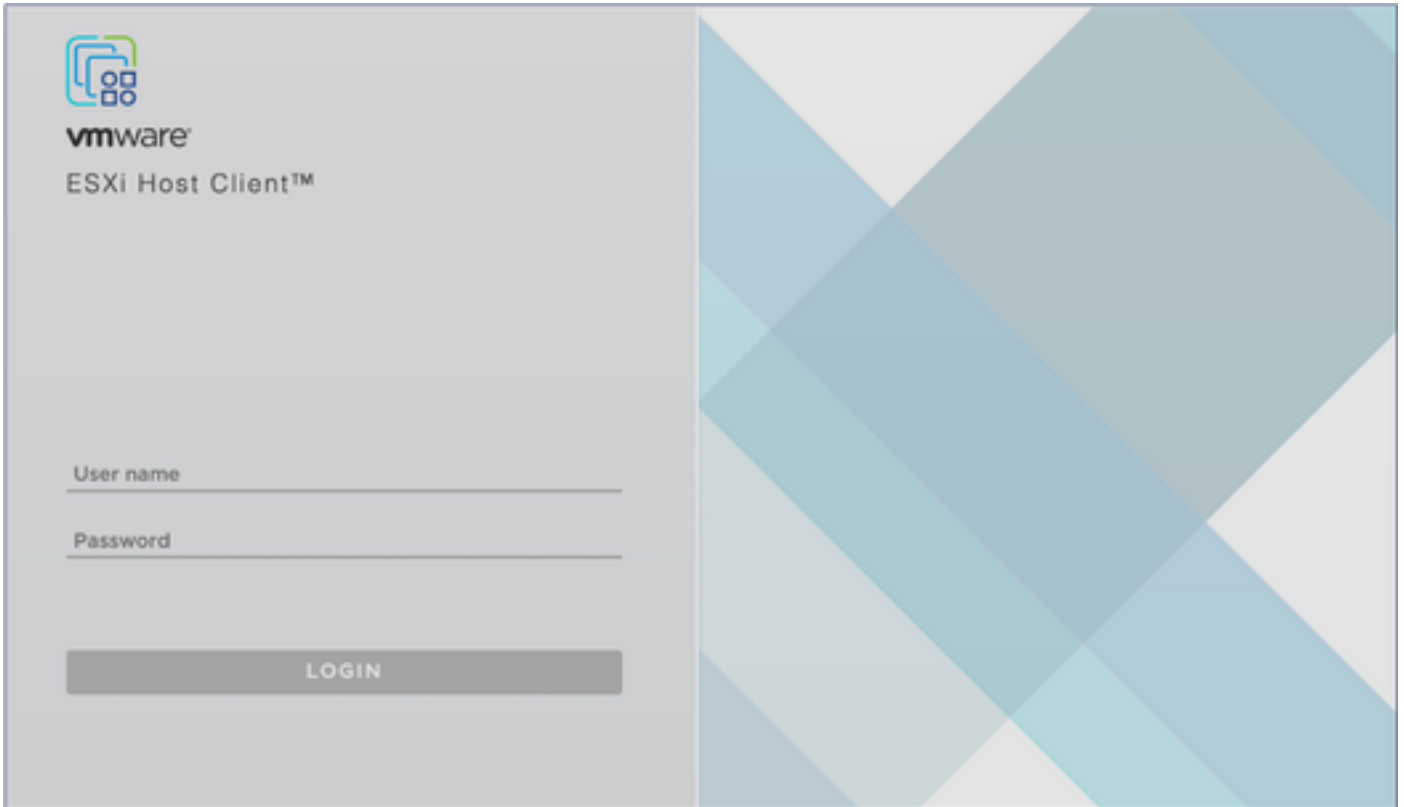 vmware®
ESXi Host Client™
User name
Password
LOGIN